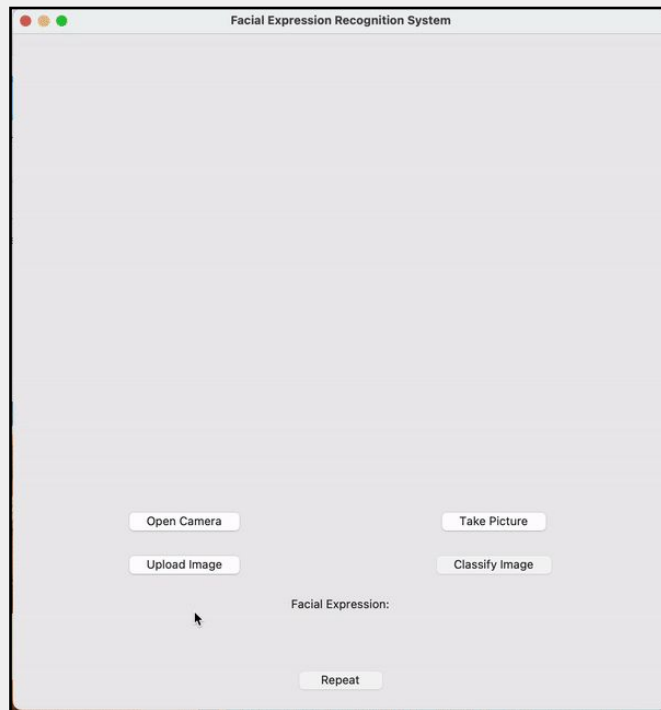 Facial Expression Recognition System
Open Camera Take Picture
Upload Image Classify Image
Facial Expression:
Repeat